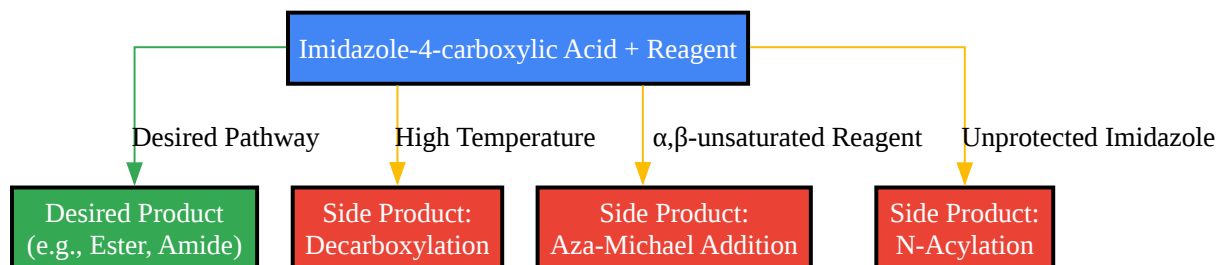 Imidazole-4-carboxylic Acid + Reagent
Desired Pathway
High Temperature
α,β-unsaturated Reagent
Unprotected Imidazole
Desired Product
(e.g., Ester, Amide)
Side Product:
Decarboxylation
Side Product:
Aza-Michael Addition
Side Product:
N-Acylation